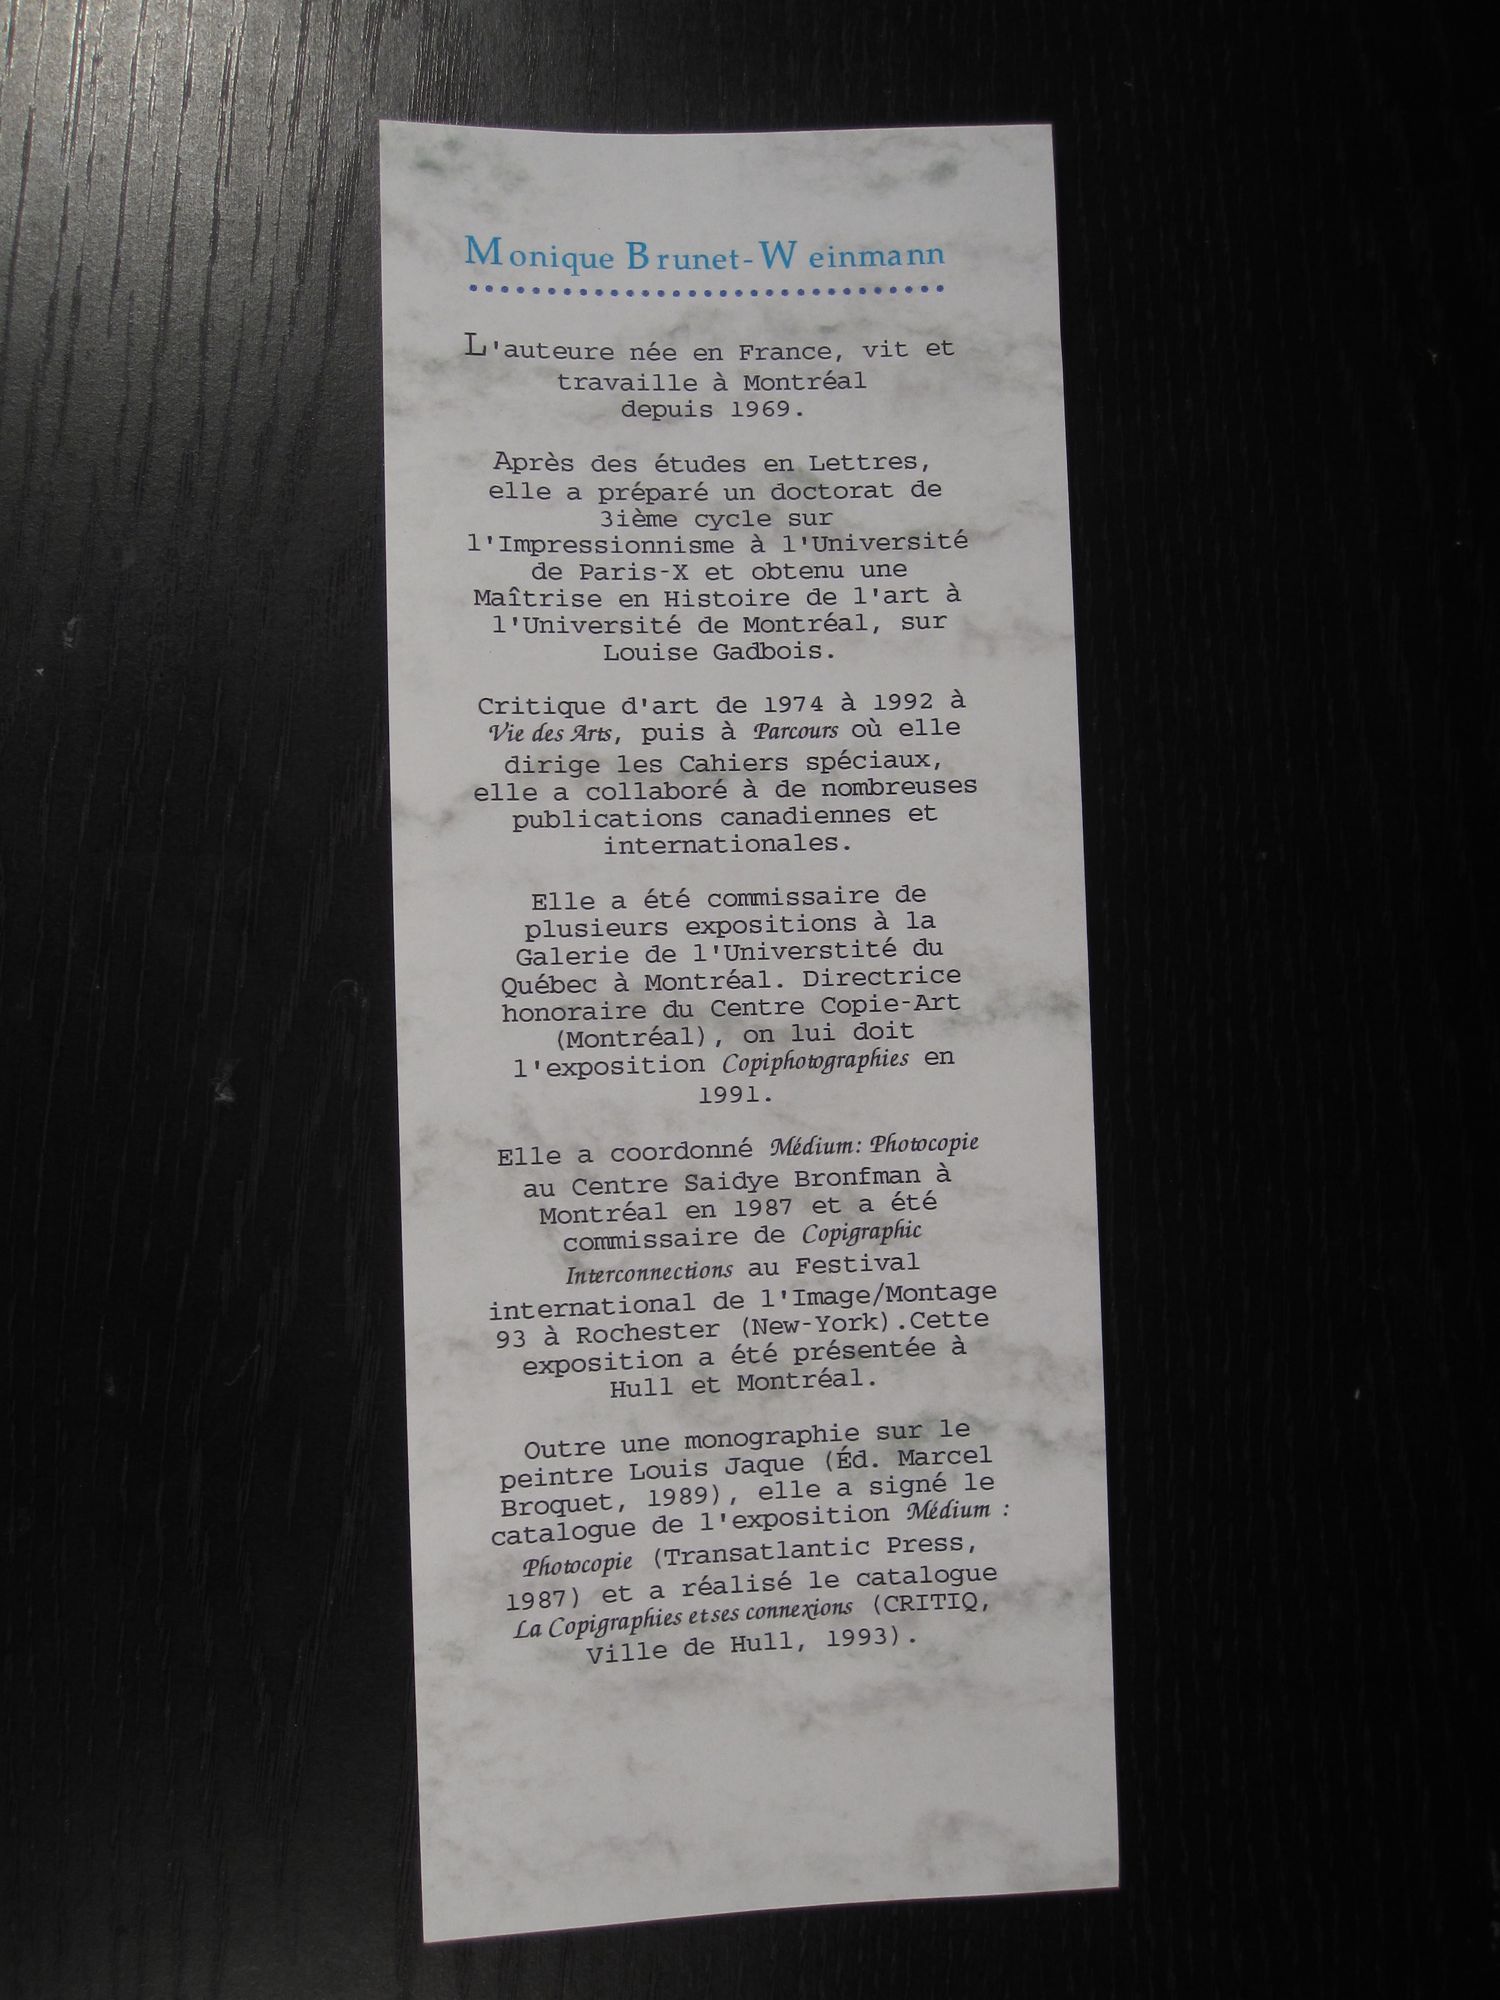 Monique Brunet-Weinmann
L'auteure née en France, vit et
travaille à Montréal
depuis 1969.
Après des études en Lettres,
elle a préparé un doctorat de
3ième cycle sur
l'Impressionnisme à l'Université
de Paris-X et obtenu une
Maîtrise en Histoire de l'art à
l'Université de Montréal, sur
Louise Gadbois.
Critique d'art de 1974 à 1992 à
Vie des Arts, puis à Parcours où elle
dirige les Cahiers spéciaux,
elle a collaboré à de nombreuses
publications canadiennes et
internationales.
Elle a été commissaire de
plusieurs expositions à la
Galerie de l'Universtité du
Québec à Montréal. Directrice
honoraire du Centre Copie-Art
(Montréal), on lui doit
l'exposition Copiphotographies en
1991.
Elle a coordonné Médium: Photocopie
au Centre Saidye Bronfman à
Montréal en 1987 et a été
commissaire de Copigraphic
Interconnections au Festival
international de l'Image/Montage
93 à Rochester (New-York).Cette
exposition a été présentée à
Hull et Montréal.
Outre une monographie sur le
peintre Louis Jaque (Éd. Marcel
Broquet, 1989), elle a signé le
catalogue de l'exposition Médium :
Photocopie (Transatlantic Press,
1987) et a réalisé le catalogue
La Copigraphies et ses connexions (CRITIQ,
Ville de Hull, 1993).